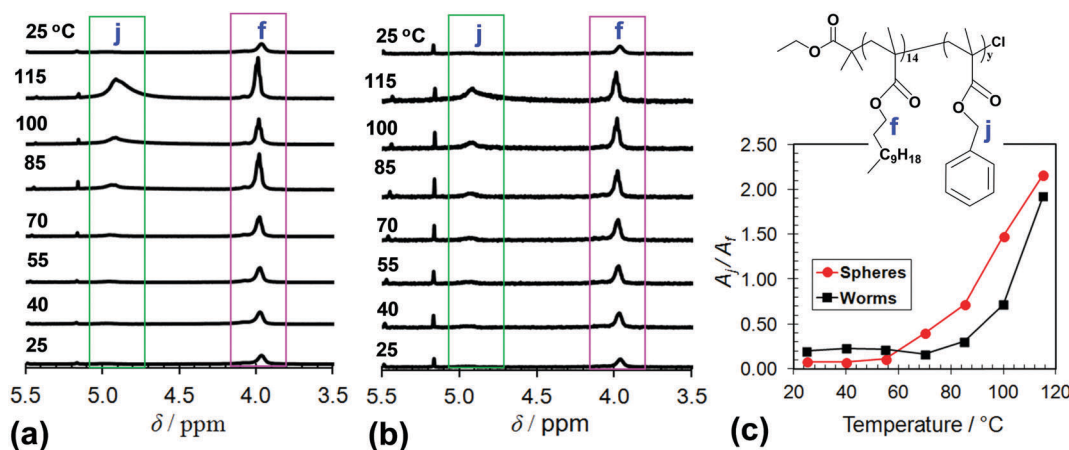 25 °C
j
f
115
100
85
70
55
40
25
5.5
5.0
4.5
4.0
3.5
δ / ppm
(a)
25 °C
j
f
115
100
85
70
55
40
25
5.5
5.0
4.5
4.0
3.5
δ / ppm
(b)
O
O
14
y
Cl
O
O
O
O
f
j
C9H18
2.50
2.00
1.50
1.00
0.50
0.00
Aj/Af
Spheres
Worms
20 40 60 80 100 120
Temperature / °C
(c)